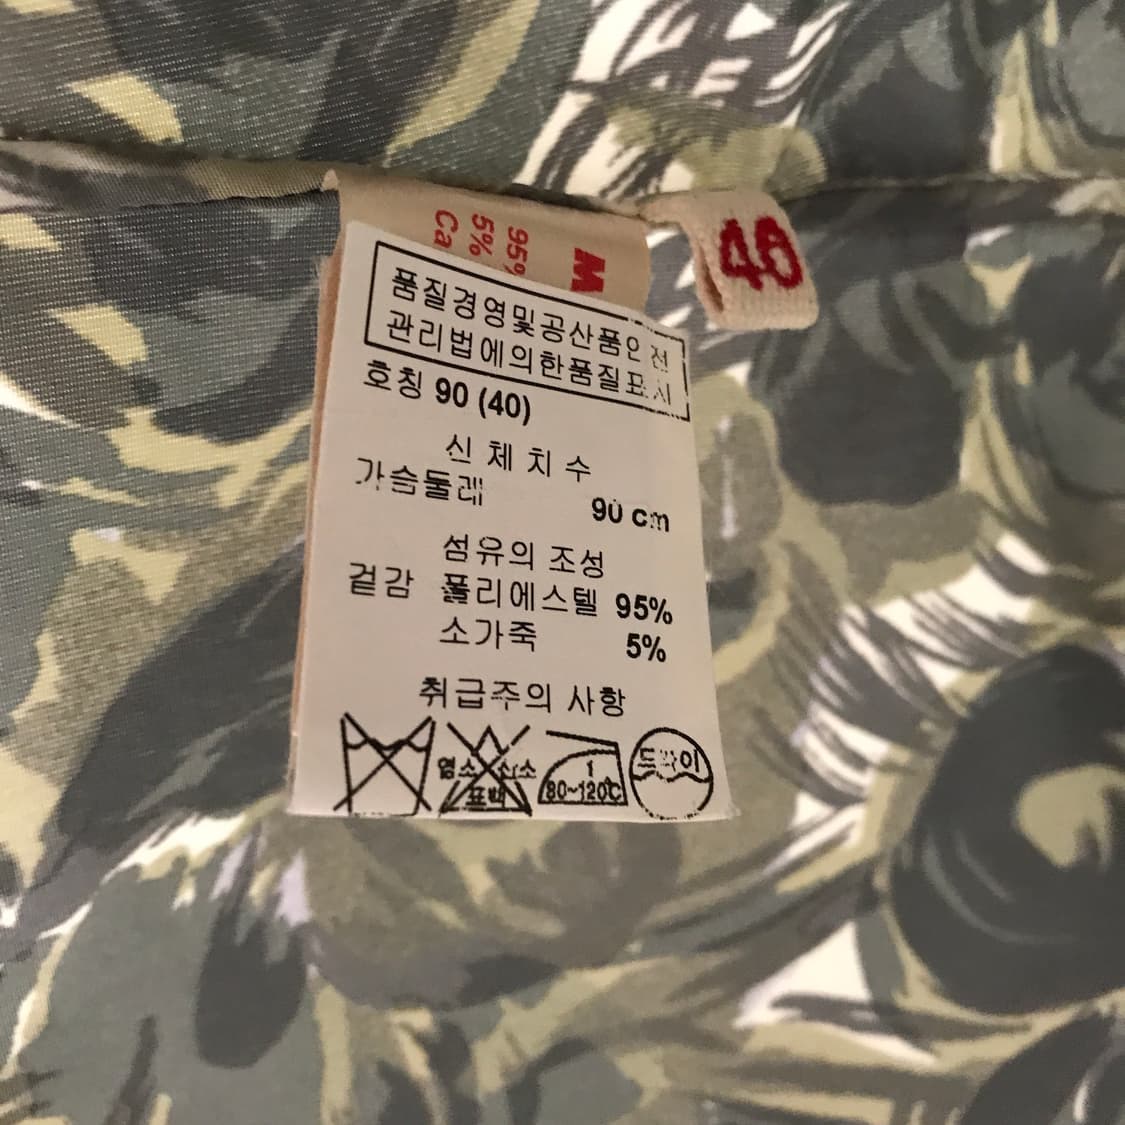 95%
5%
Ca
M
46
품질경영및공산품안전
관리법에의한품질표시
호칭 90 (40)
신 체 치 수
가슴둘레
90 cm
섬유의 조성
겉감 폴리에스텔 95%
소가죽 5%
취급주의 사항
염소 산소
표백
1
80~120℃
드라이